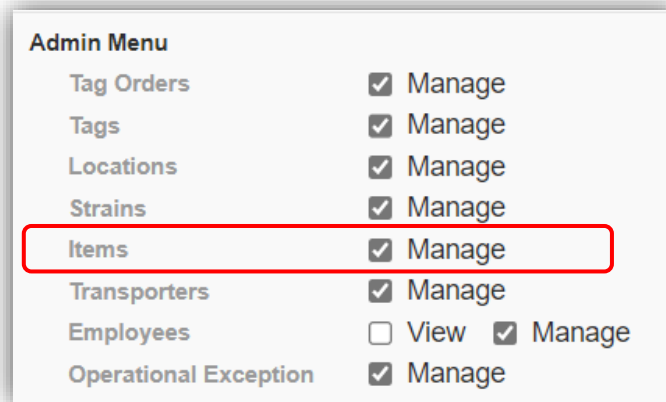 Admin Menu
Tag Orders Manage
Tags Manage
Locations Manage
Strains Manage
Items Manage
Transporters Manage
Employees View Manage
Operational Exception Manage